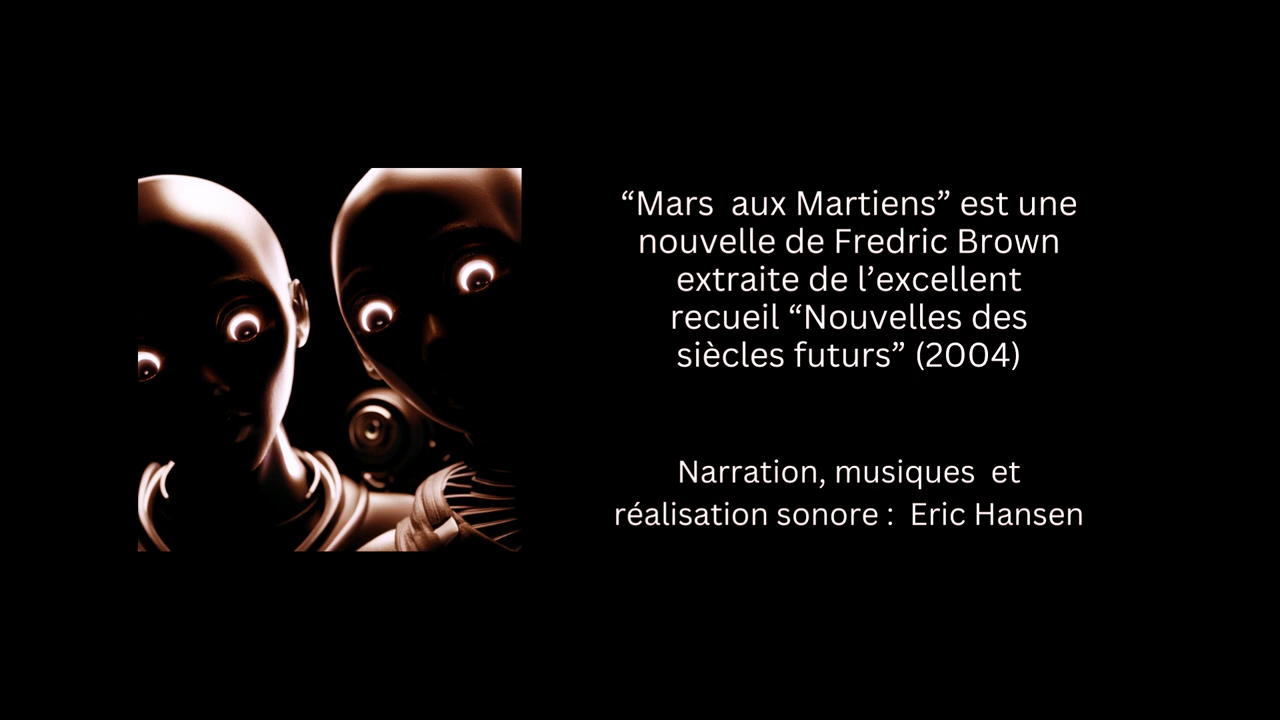 “Mars  aux Martiens” est une
nouvelle de Fredric Brown
extraite de l’excellent
recueil “Nouvelles des
siècles futurs” (2004)
Narration, musiques  et
réalisation sonore :  Eric Hansen